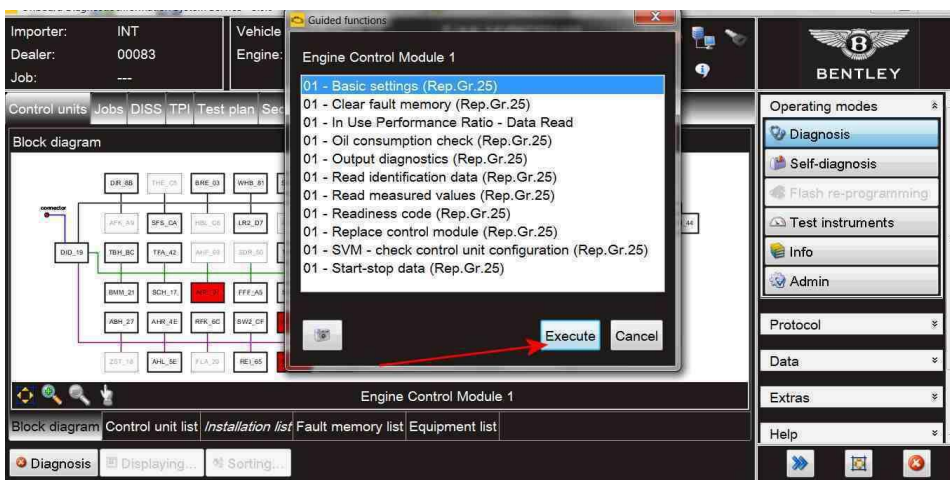 Guided functions
Importer: INT
Dealer: 00083
Job: ---
Vehicle
Engine:
Engine Control Module 1
01 - Basic settings (Rep.Gr.25)
01 - Clear fault memory (Rep.Gr.25)
01 - In Use Performance Ratio - Data Read
01 - Oil consumption check (Rep.Gr.25)
01 - Output diagnostics (Rep.Gr.25)
01 - Read identification data (Rep.Gr.25)
01 - Read measured values (Rep.Gr.25)
01 - Readiness code (Rep.Gr.25)
01 - Replace control module (Rep.Gr.25)
01 - SVM - check control unit configuration (Rep.Gr.25)
01 - Start-stop data (Rep.Gr.25)
Execute Cancel
B
BENTLEY
Control units Jobs DISS TPI Test plan
Block diagram
DIR_6B BRE_03 WHB_81
connector
SFS_CA LR2_D7 44
DID_19 TBH_BC TFA_42
BMM_21 SCH_17 FFF_A5
ABH_27 AHR_4E RFK_6C SW2_CF
AHL_5E REI_65
Engine Control Module 1
Block diagram Control unit list Installation list Fault memory list Equipment list
Diagnosis Displaying... Sorting...
Operating modes
Diagnosis
Self-diagnosis
Flash re-programming
Test instruments
Info
Admin
Protocol
Data
Extras
Help